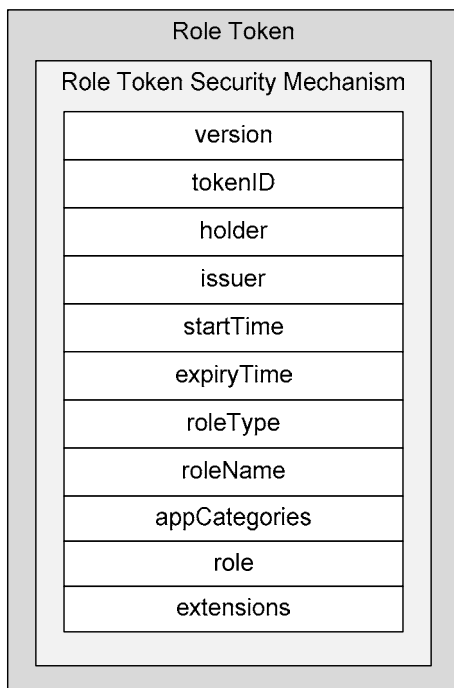 Role Token
Role Token Security Mechanism
version
tokenID
holder
issuer
startTime
expiryTime
roleType
roleName
appCategories
role
extensions